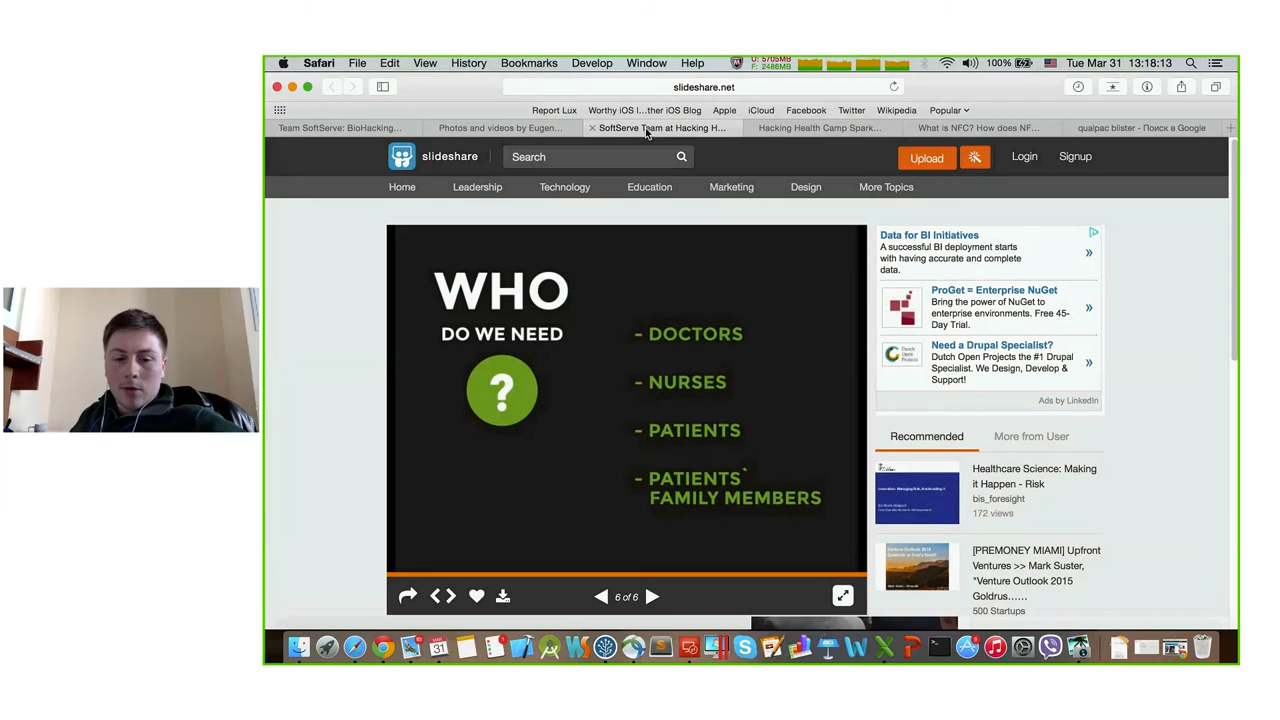 Safari File Edit View History Bookmarks Develop Window Help U: 5705MB F: 2486MB 100% Tue Mar 31 13:18:13
slideshare.net
Report Lux Worthy iOS l...ther iOS Blog Apple iCloud Facebook Twitter Wikipedia Popular
Team SoftServe: BioHacking... Photos and videos by Eugen... SoftServe Team at Hacking H... Hacking Health Camp Spark... What is NFC? How does NF... qualpac blister - Поиск в Google
slideshare Search Upload Login Signup
Home Leadership Technology Education Marketing Design More Topics
WHO
DO WE NEED
?
- DOCTORS
- NURSES
- PATIENTS
- PATIENTS`
FAMILY MEMBERS
6 of 6
Data for BI Initiatives
A successful BI deployment starts
with having accurate and complete
data.
ProGet = Enterprise NuGet
Bring the power of NuGet to
enterprise environments. Free 45-
Day Trial.
Need a Drupal Specialist?
Dutch Open Projects the #1 Drupal
Specialist. We Design, Develop &
Support!
Ads by LinkedIn
Recommended More from User
Healthcare Science: Making
it Happen - Risk
bis_foresight
172 views
[PREMONEY MIAMI] Upfront
Ventures >> Mark Suster,
"Venture Outlook 2015
Goldrus......
500 Startups